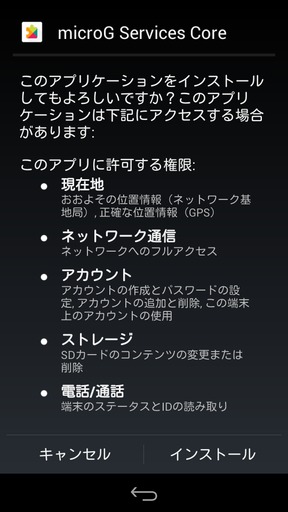 microG Services Core
このアプリケーションをインストール
してもよろしいですか？このアプリ
ケーションは下記にアクセスする場合
があります:
このアプリに許可する権限:
● 現在地
おおよその位置情報（ネットワーク基
地局）, 正確な位置情報（GPS）
● ネットワーク通信
ネットワークへのフルアクセス
● アカウント
アカウントの作成とパスワードの設
定, アカウントの追加と削除, この端末
上のアカウントの使用
● ストレージ
SDカードのコンテンツの変更または
削除
● 電話/通話
端末のステータスとIDの読み取り
キャンセル
インストール